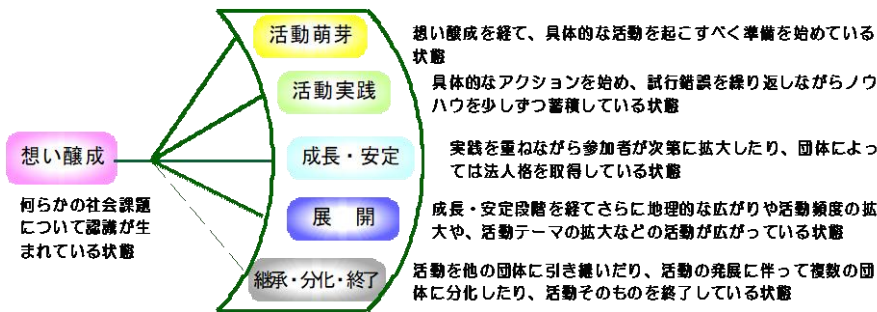 想い醸成
何らかの社会課題
について認識が生
まれている状態
活動萌芽
想い醸成を経て、具体的な活動を起こすべく準備を始めている
状態
活動実践
具体的なアクションを始め、試行錯誤を繰り返しながらノウ
ハウを少しずつ蓄積している状態
成長・安定
実践を重ねながら参加者が次第に拡大したり、団体によっ
ては法人格を取得している状態
展　開
成長・安定段階を経てさらに地理的な広がりや活動頻度の拡
大や、活動テーマの拡大などの活動が広がっている状態
継承・分化・終了
活動を他の団体に引き継いだり、活動の発展に伴って複数の団
体に分化したり、活動そのものを終了している状態